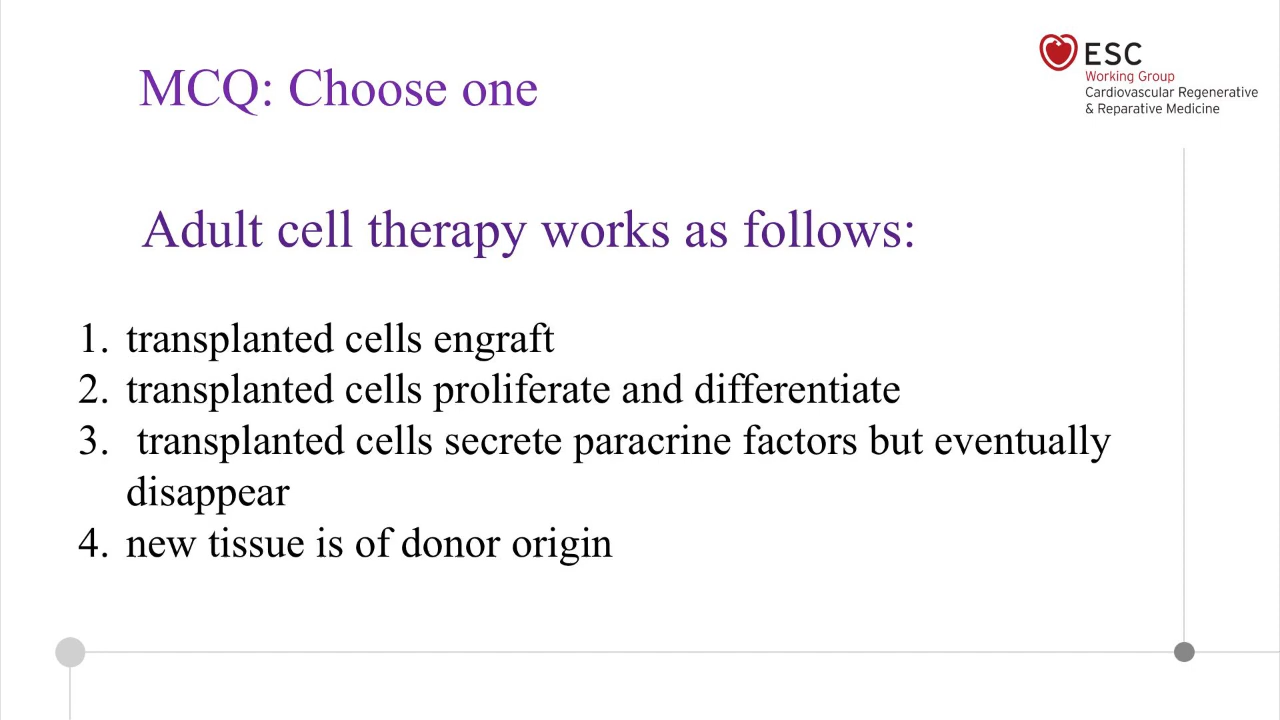 MCQ: Choose one
ESC
Working Group
Cardiovascular Regenerative
& Reparative Medicine
Adult cell therapy works as follows:
1. transplanted cells engraft
2. transplanted cells proliferate and differentiate
3. transplanted cells secrete paracrine factors but eventually
disappear
4. new tissue is of donor origin